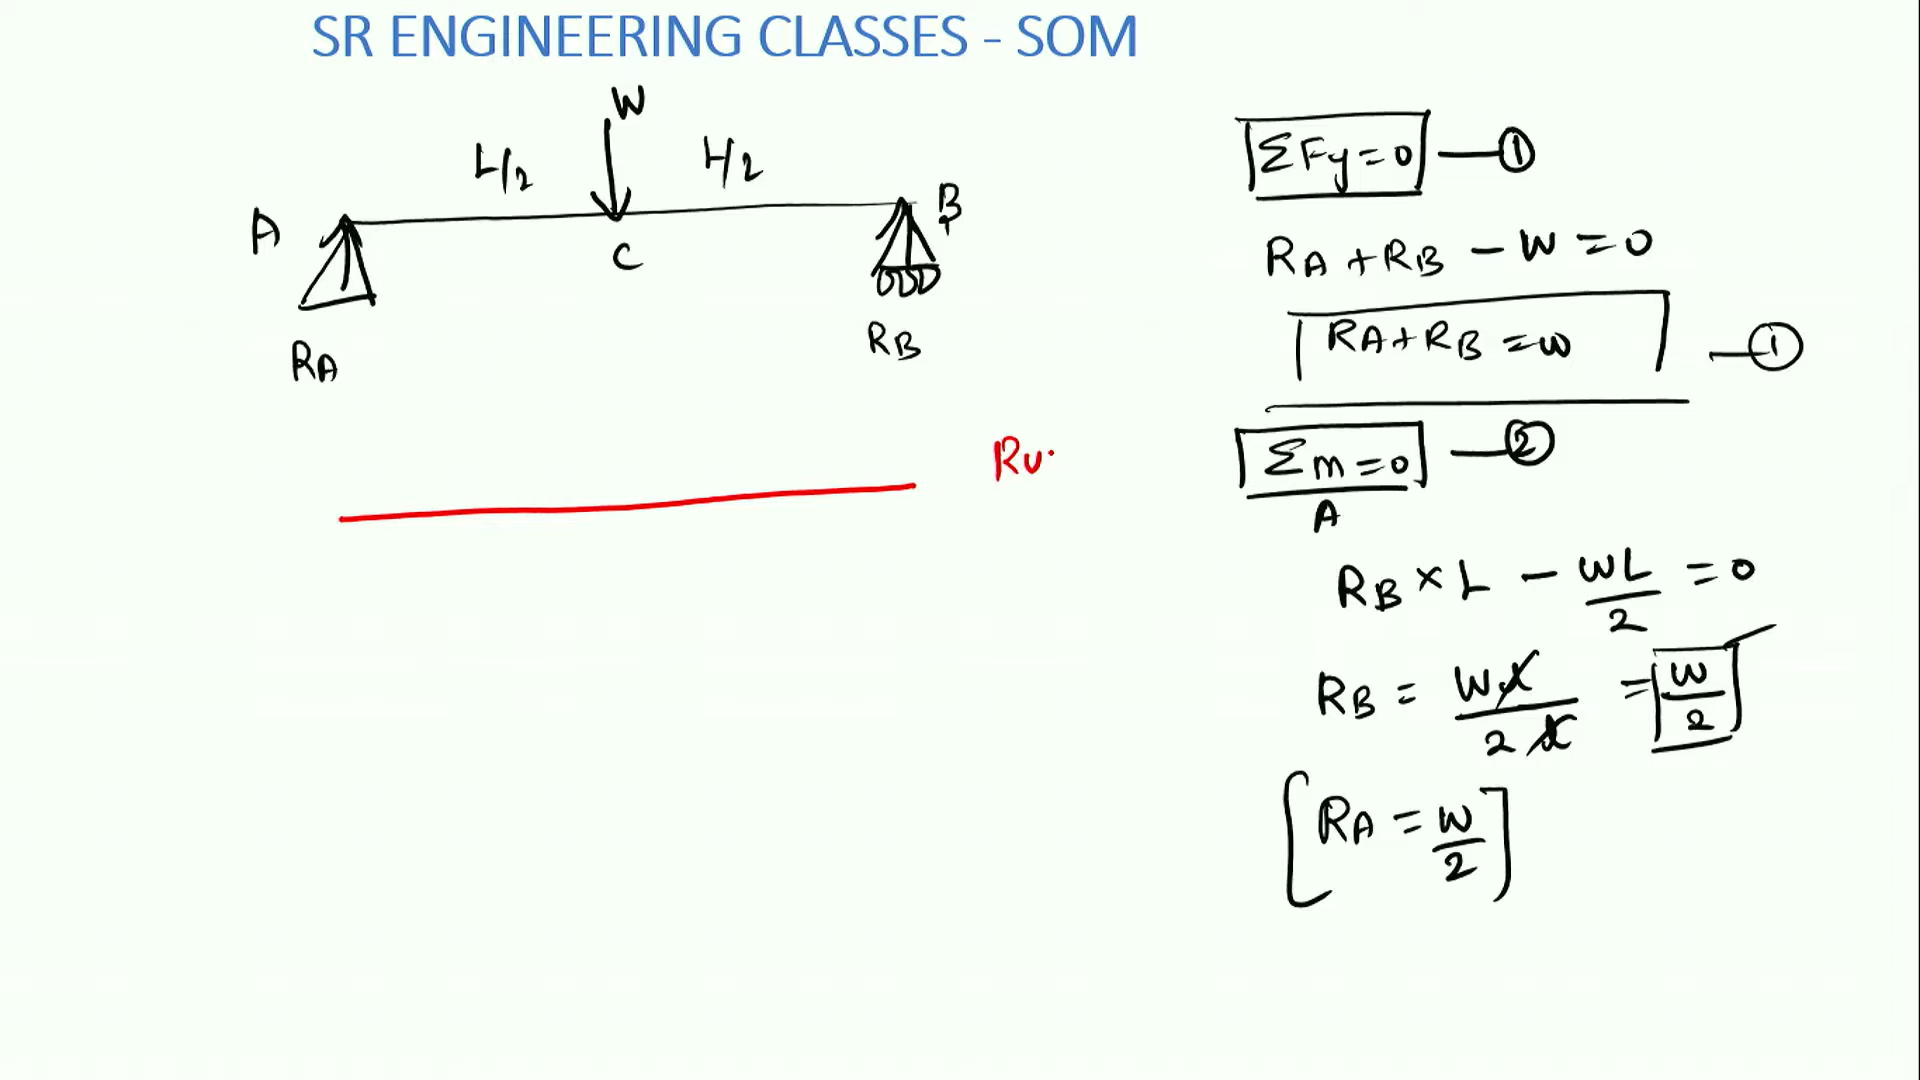 SR ENGINEERING CLASSES - SOM
W
L/2 L/2
A B
C
RA RB
Ru.
ΣFy=0 —①
RA+RB -W=0
RA+RB=W —①
Σm=0 —②
A
RB×L - WL/2 =0
RB = WL/2L = W/2
RA = W/2